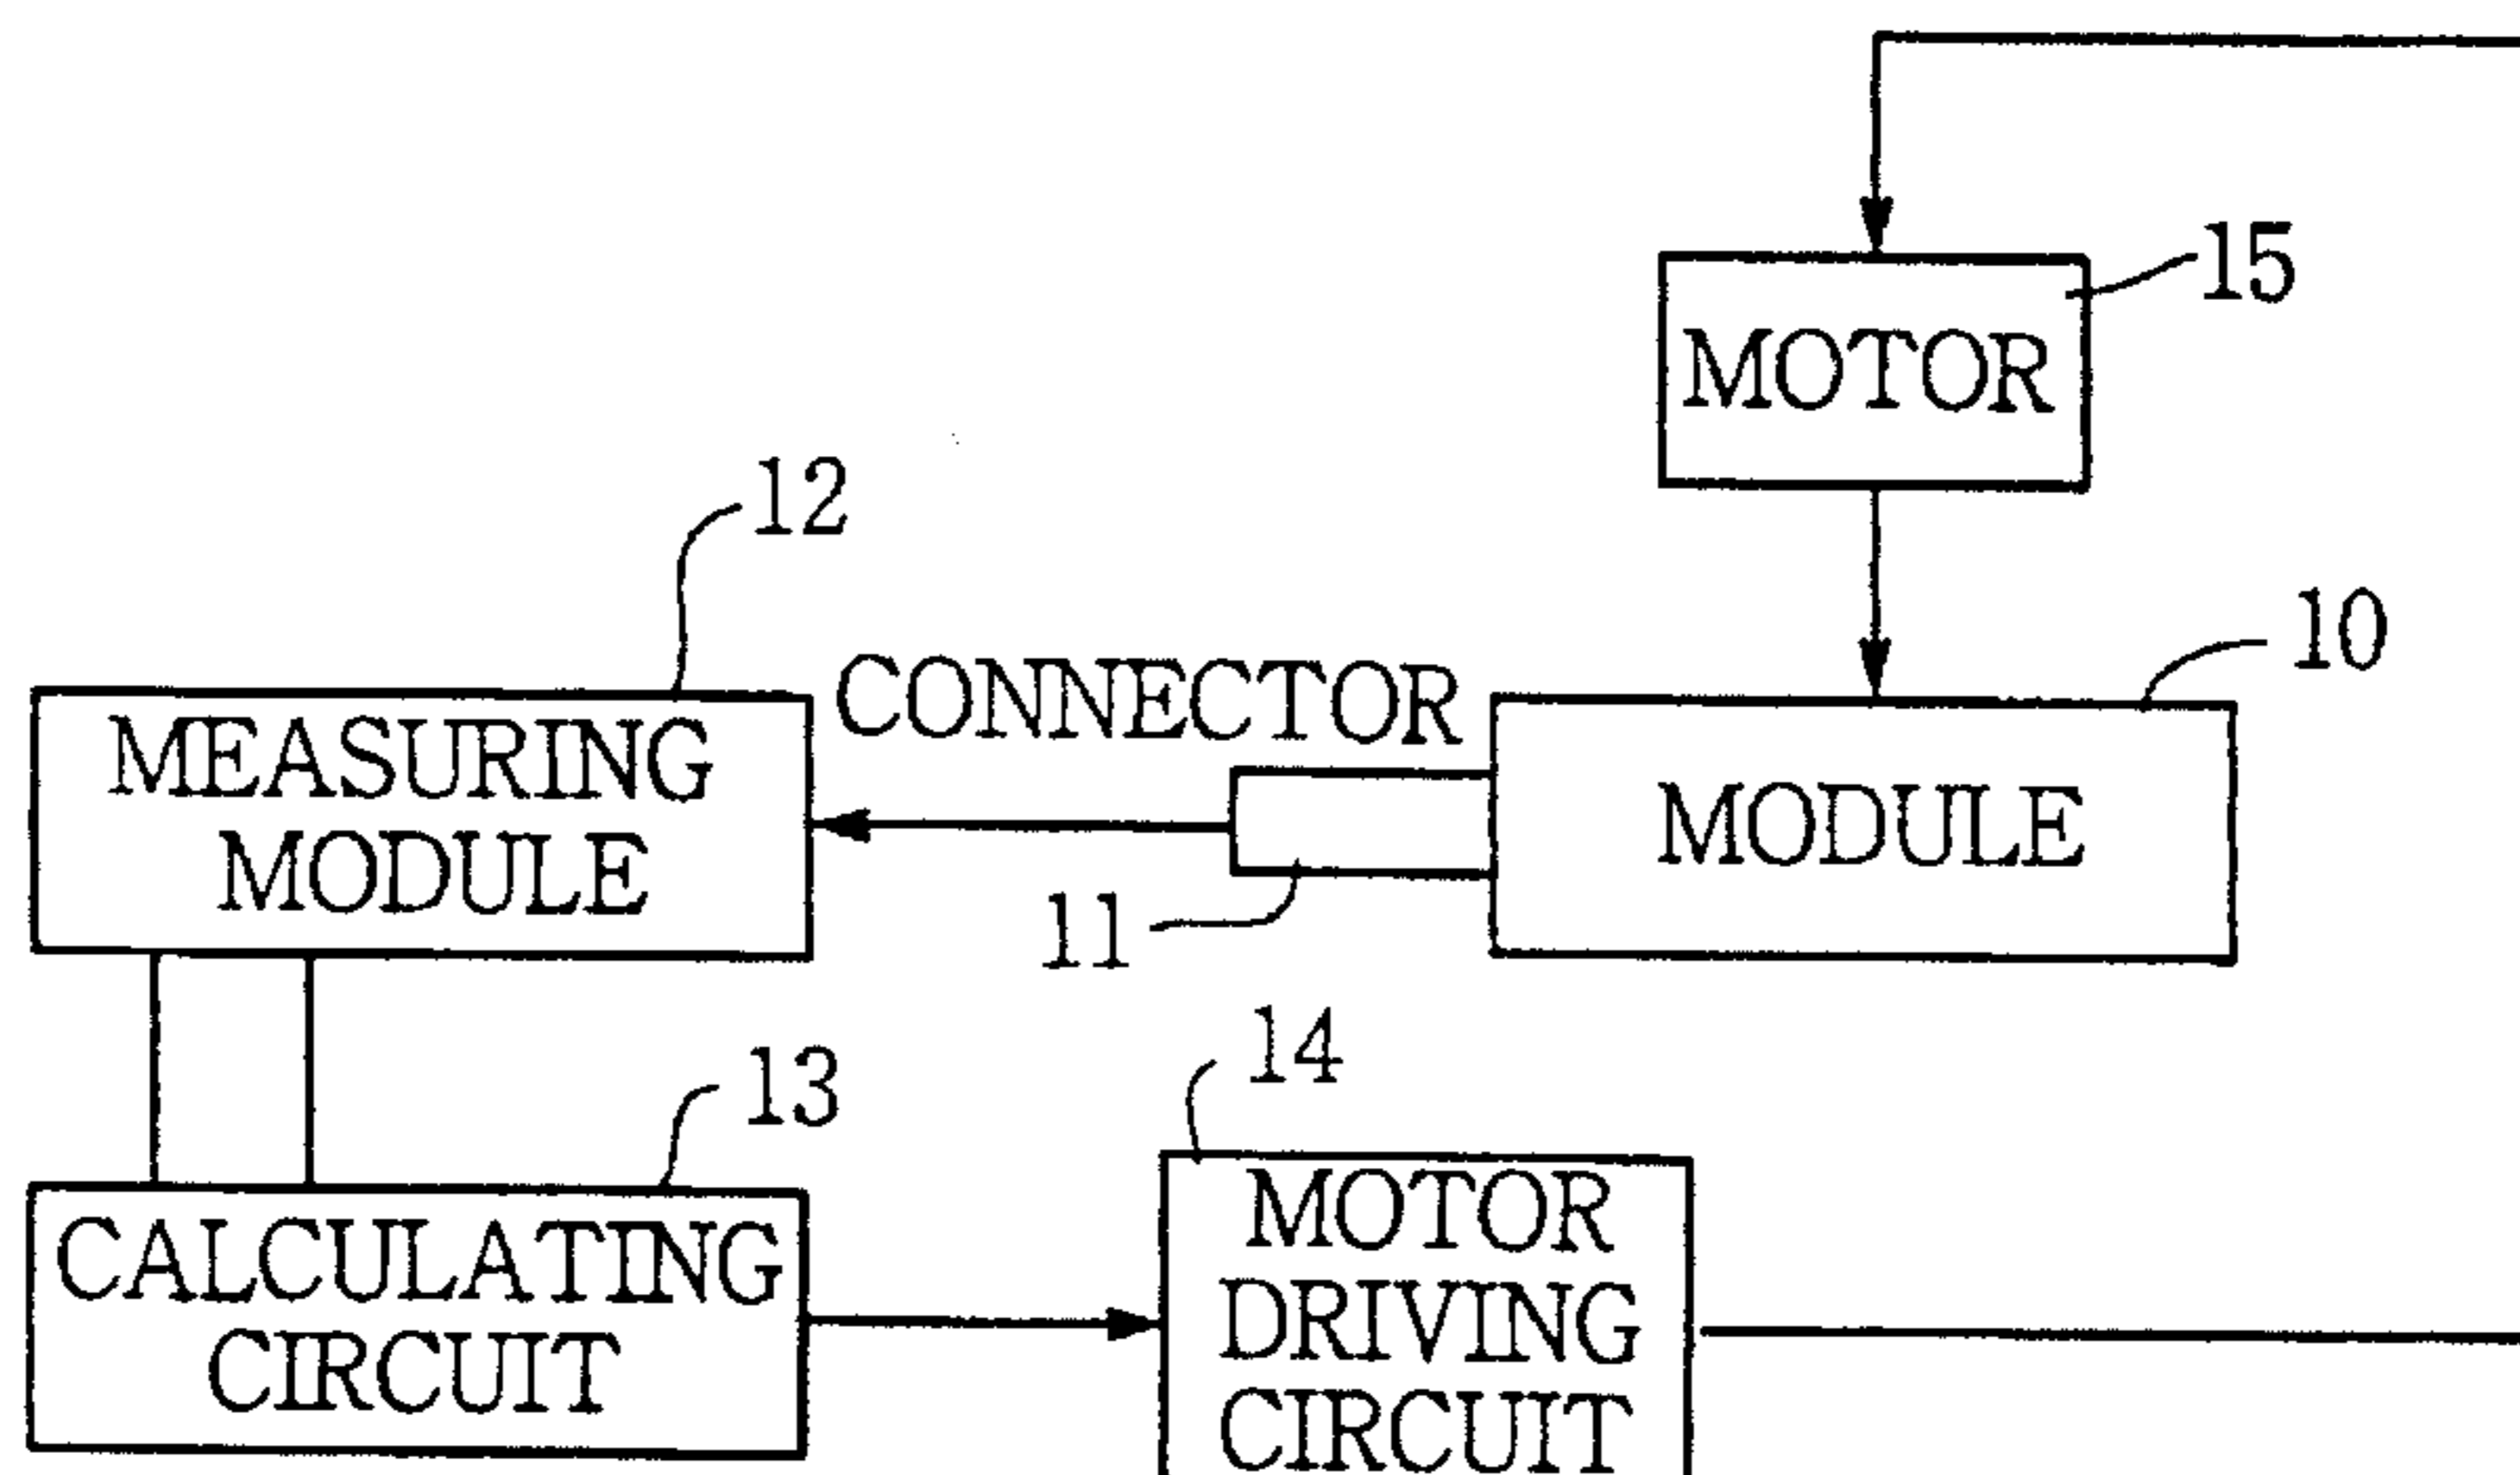 15
MOTOR
12
10
CONNECTOR
MEASURING
MODULE
MODULE
11
14
13
MOTOR
DRIVING
CIRCUIT
CALCULATING
CIRCUIT